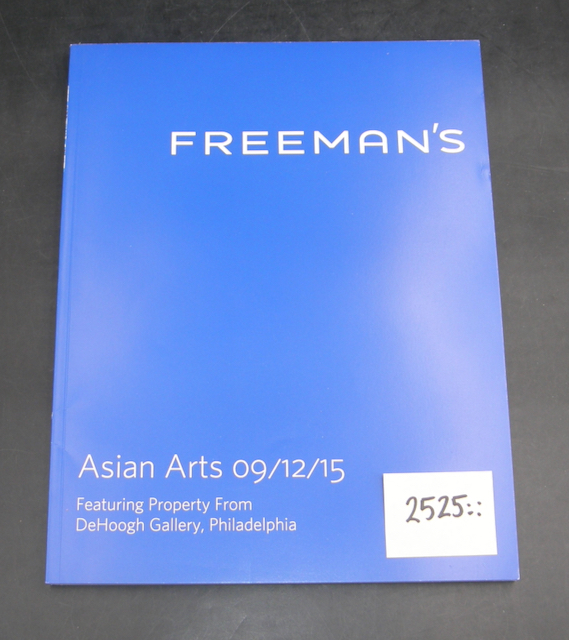 FREEMAN'S
Asian Arts 09/12/15
Featuring Property From
DeHoogh Gallery, Philadelphia
2525::